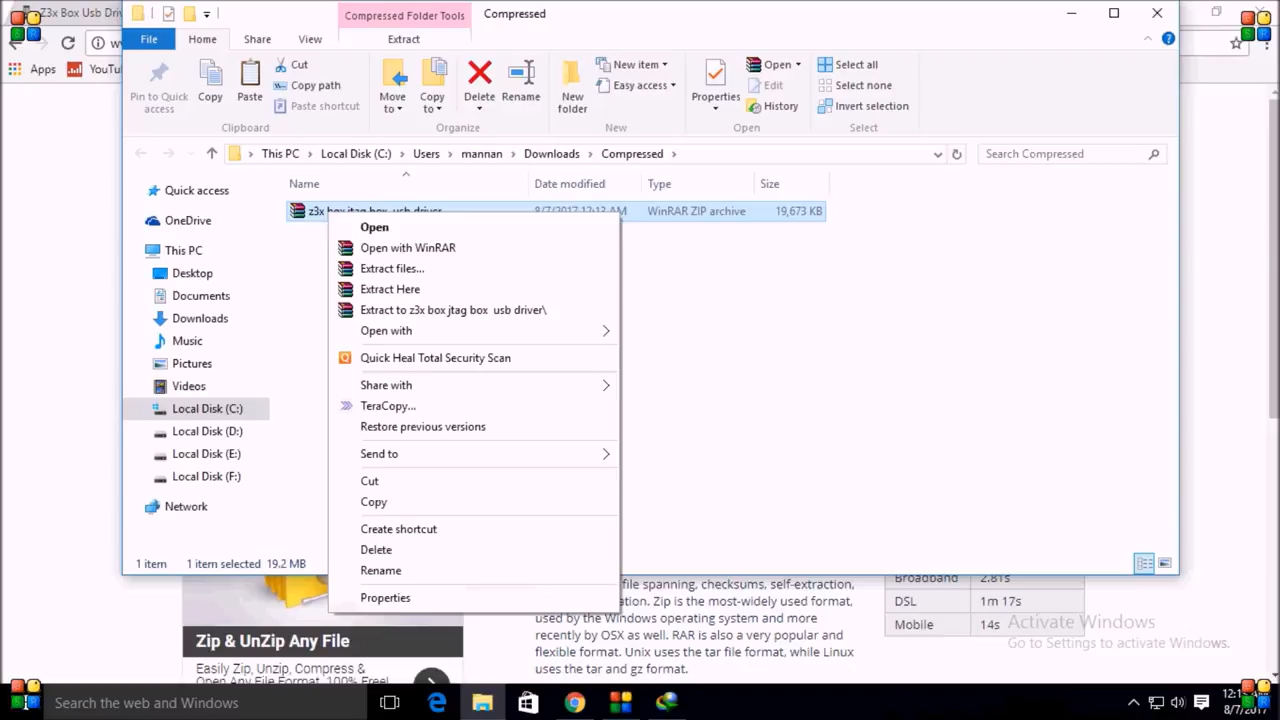 Z3x Box Usb Driv
Compressed Folder Tools
Compressed
File
Home
Share
View
Extract
Apps
YouTu
Pin to Quick access
Copy
Paste
Cut
Copy path
Paste shortcut
Move to
Copy to
Delete
Rename
New folder
New item
Easy access
Properties
Open
Edit
History
Select all
Select none
Invert selection
Clipboard
Organize
New
Open
Select
This PC
Local Disk (C:)
Users
mannan
Downloads
Compressed
Search Compressed
Name
Date modified
Type
Size
z3x box jtag box usb driver
8/7/2017 12:13 AM
WinRAR ZIP archive
19,673 KB
Quick access
OneDrive
This PC
Desktop
Documents
Downloads
Music
Pictures
Videos
Local Disk (C:)
Local Disk (D:)
Local Disk (E:)
Local Disk (F:)
Network
Open
Open with WinRAR
Extract files...
Extract Here
Extract to z3x box jtag box  usb driver\
Open with
Quick Heal Total Security Scan
Share with
TeraCopy...
Restore previous versions
Send to
Cut
Copy
Create shortcut
Delete
Rename
Properties
1 item
1 item selected
19.2 MB
file spanning, checksums, self-extraction,
ation. Zip is the most-widely used format,
used by the Windows operating system and more
recently by OSX as well. RAR is also a very popular and
flexible format. Unix uses the tar file format, while Linux
uses the tar and gz format.
Broadband 2.81s
DSL 1m 17s
Mobile 14s
Activate Windows
Go to Settings to activate Windows.
Zip & UnZip Any File
Easily Zip, Unzip, Compress &
Open Any File Format. 100% Free!
Search the web and Windows
8/7/2017